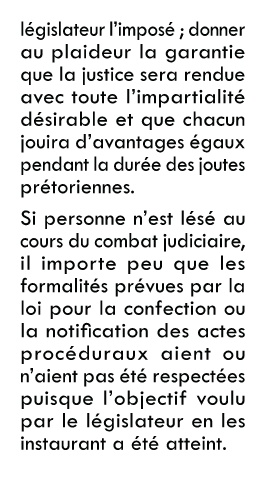 législateur l'imposé ; donner
au plaideur la garantie
que la justice sera rendue
avec toute l'impartialité
désirable et que chacun
jouira d'avantages égaux
pendant la durée des joutes
prétoriennes.
Si personne n'est lésé au
cours du combat judiciaire,
il importe peu que les
formalités prévues par la
loi pour la confection ou
la notification des actes
procéduraux aient ou
n'aient pas été respectées
puisque l'objectif voulu
par le législateur en les
instaurant a été atteint.